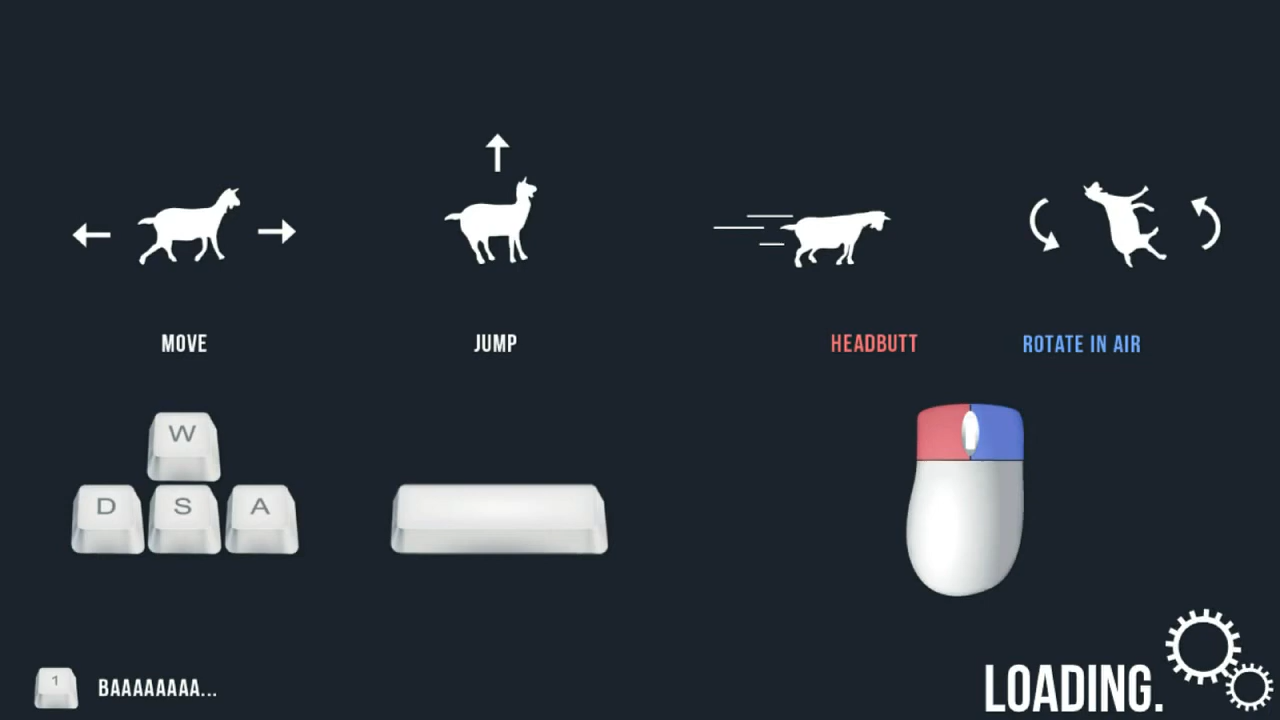 MOVE
JUMP
HEADBUTT
ROTATE IN AIR
W
D S A
1 BAAAAAAAA...
LOADING.